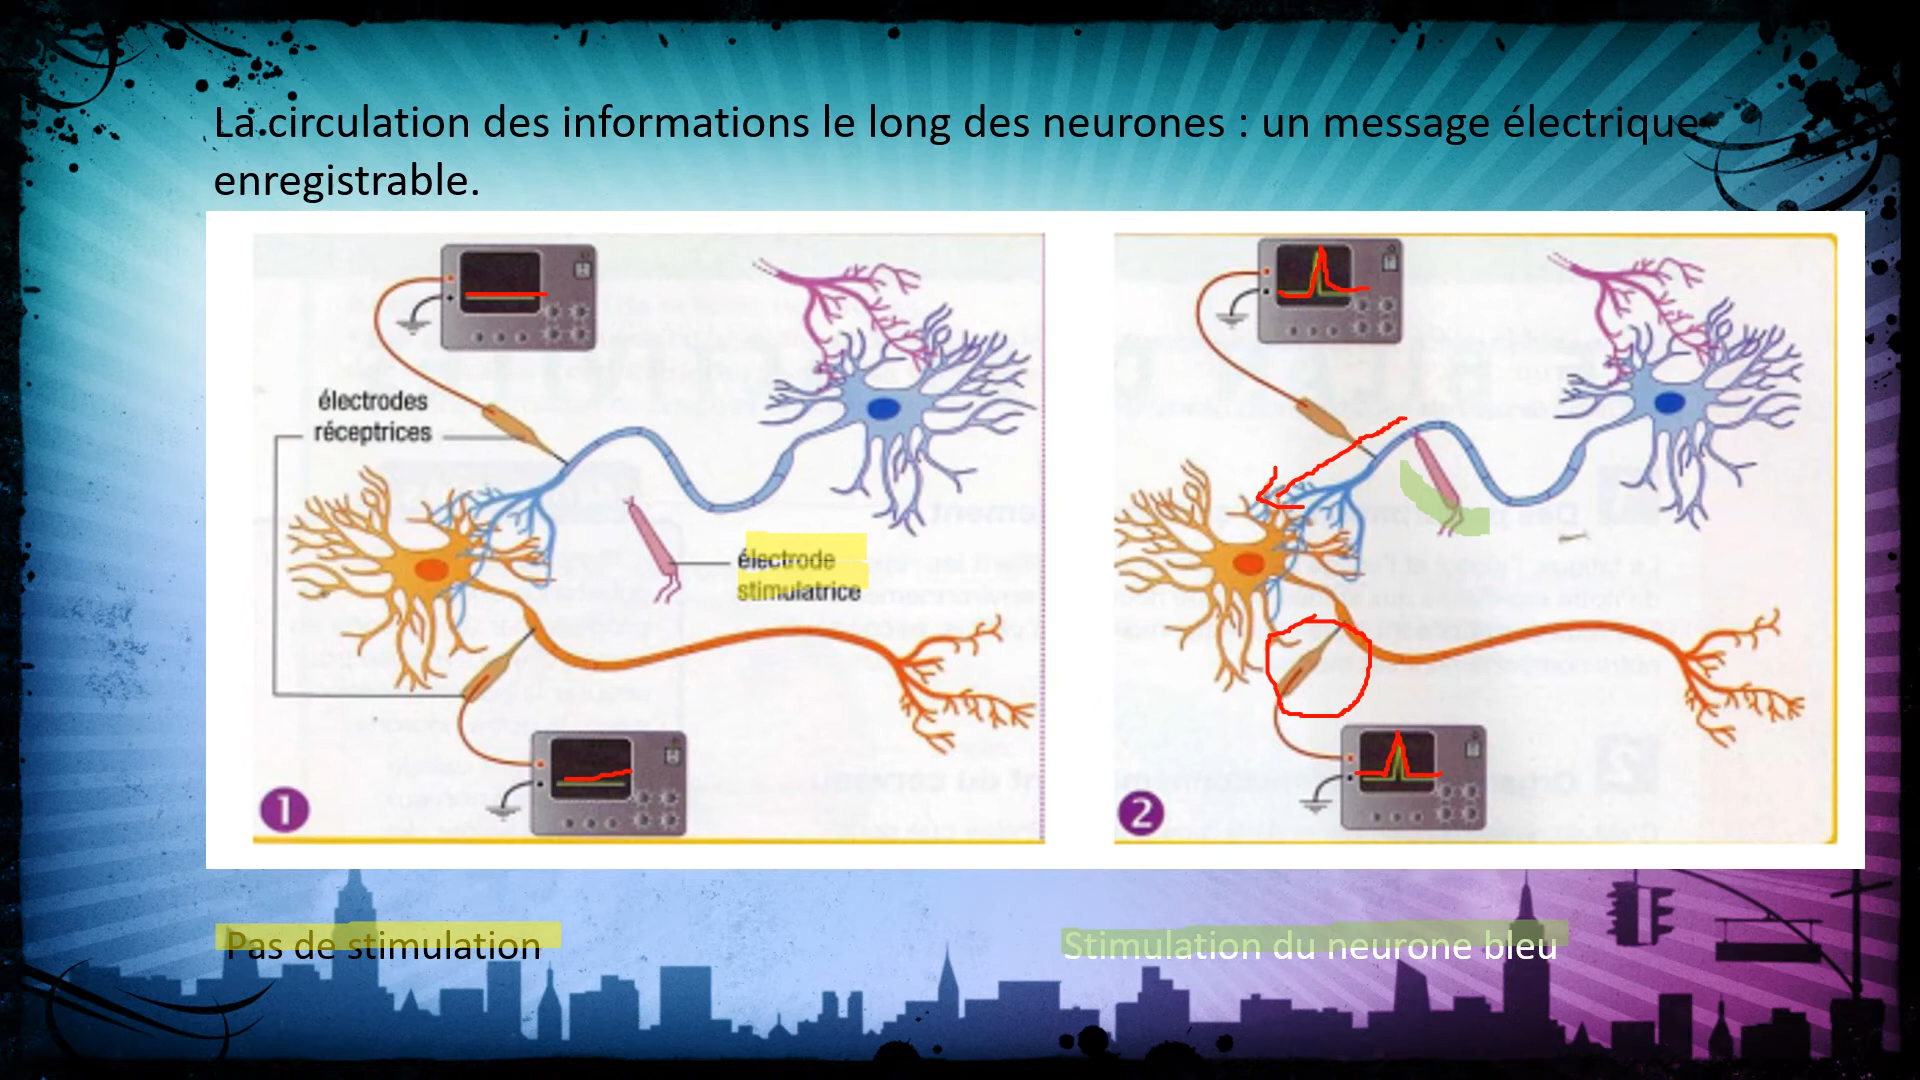 La circulation des informations le long des neurones : un message électrique
enregistrable.
électrodes
réceptrices
électrode
stimulatrice
1
2
Pas de stimulation
Stimulation du neurone bleu